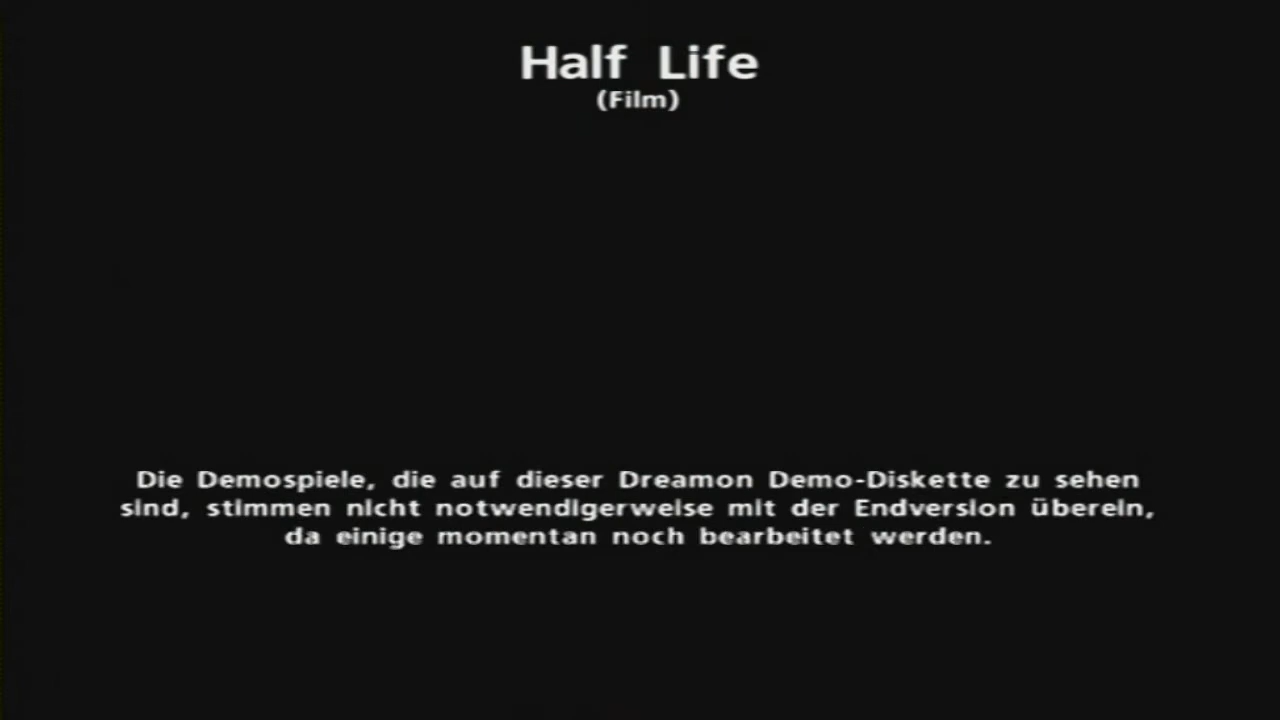 Half Life
(Film)
Die Demospiele, die auf dieser Dreamon Demo-Diskette zu sehen
sind, stimmen nicht notwendigerweise mit der Endversion überein,
da einige momentan noch bearbeitet werden.